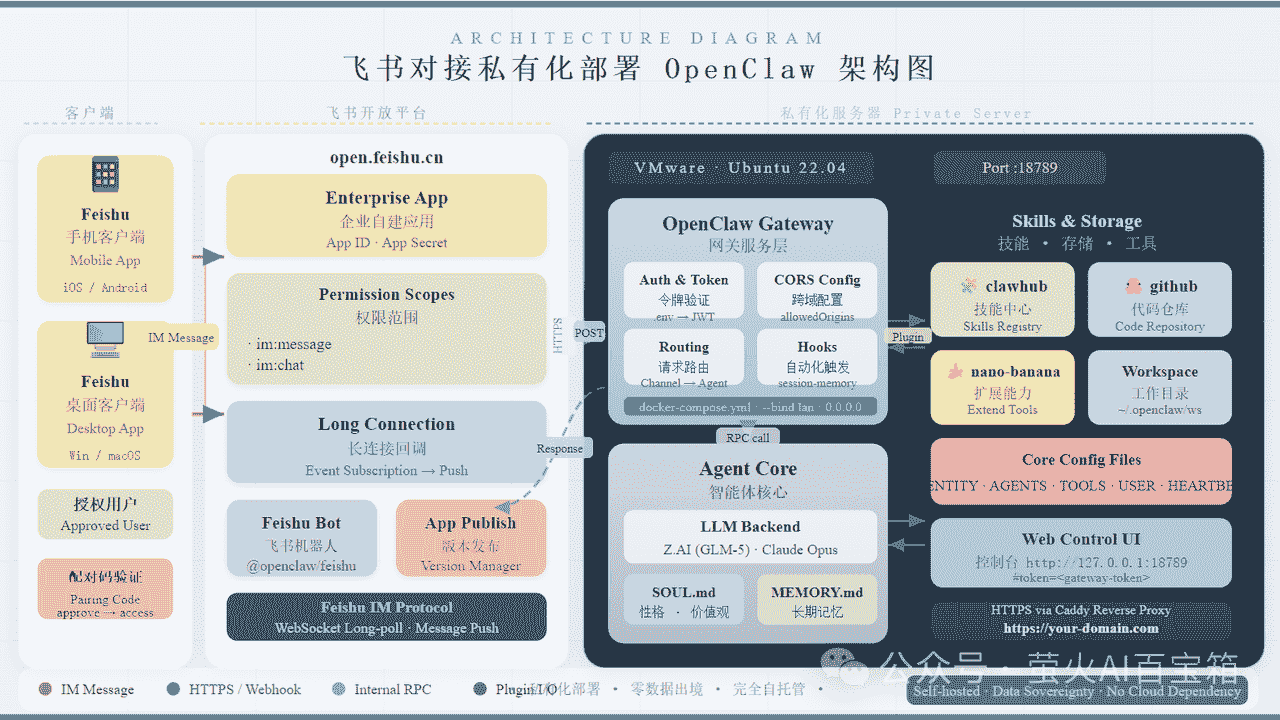 ARCHITECTURE DIAGRAM
飞书对接私有化部署 OpenClaw 架构图
客户端
飞书开放平台
私有化服务器 Private Server
Feishu
手机客户端
Mobile App
iOS / Android
Feishu
桌面客户端
Desktop App
Win / macOS
授权用户
Approved User
配对码验证
Pairing Code
approve → access
IM Message
open.feishu.cn
Enterprise App
企业自建应用
App ID · App Secret
Permission Scopes
权限范围
· im:message
· im:chat
Long Connection
长连接回调
Event Subscription → Push
Feishu Bot
飞书机器人
@openclaw/feishu
App Publish
版本发布
Version Manager
Feishu IM Protocol
WebSocket Long-poll · Message Push
HTTPS
POST
Response
VMware · Ubuntu 22.04
Port :18789
OpenClaw Gateway
网关服务层
Auth & Token
令牌验证
env → JWT
CORS Config
跨域配置
allowedOrigins
Routing
请求路由
Channel → Agent
Hooks
自动化触发
session-memory
docker-compose.yml · --bind lan · 0.0.0.0
RPC call
Agent Core
智能体核心
LLM Backend
Z.AI (GLM-5) · Claude Opus
SOUL.md
性格 · 价值观
MEMORY.md
长期记忆
Plugin
Skills & Storage
技能 • 存储 • 工具
clawhub
技能中心
Skills Registry
github
代码仓库
Code Repository
nano-banana
扩展能力
Extend Tools
Workspace
工作目录
~/.openclaw/ws
Core Config Files
ENTITY · AGENTS · TOOLS · USER · HEARTBE
Web Control UI
控制台 http://127.0.0.1:18789
#token=<gateway-token>
HTTPS via Caddy Reverse Proxy
https://your-domain.com
IM Message
HTTPS / Webhook
Internal RPC
Plugin I/O
化部署 • 零数据出境 • 完全自托管 •
公众号 · 萤火AI百宝箱
Self-hosted · Data Sovereignty · No Cloud Dependency